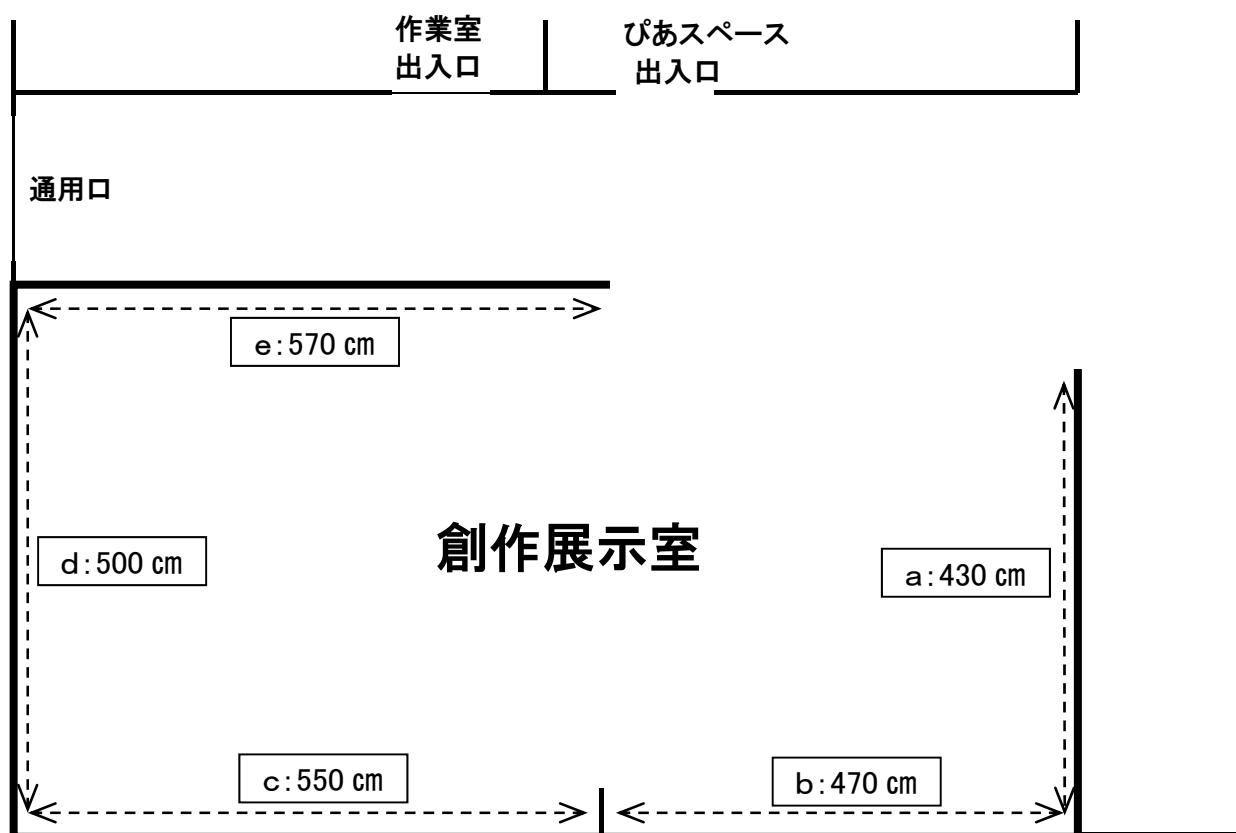 作業室
出入口
ぴあスペース
出入口
通用口
e:570 ㎝
d:500 ㎝
創作展示室
a:430 ㎝
c:550 ㎝
b:470 ㎝